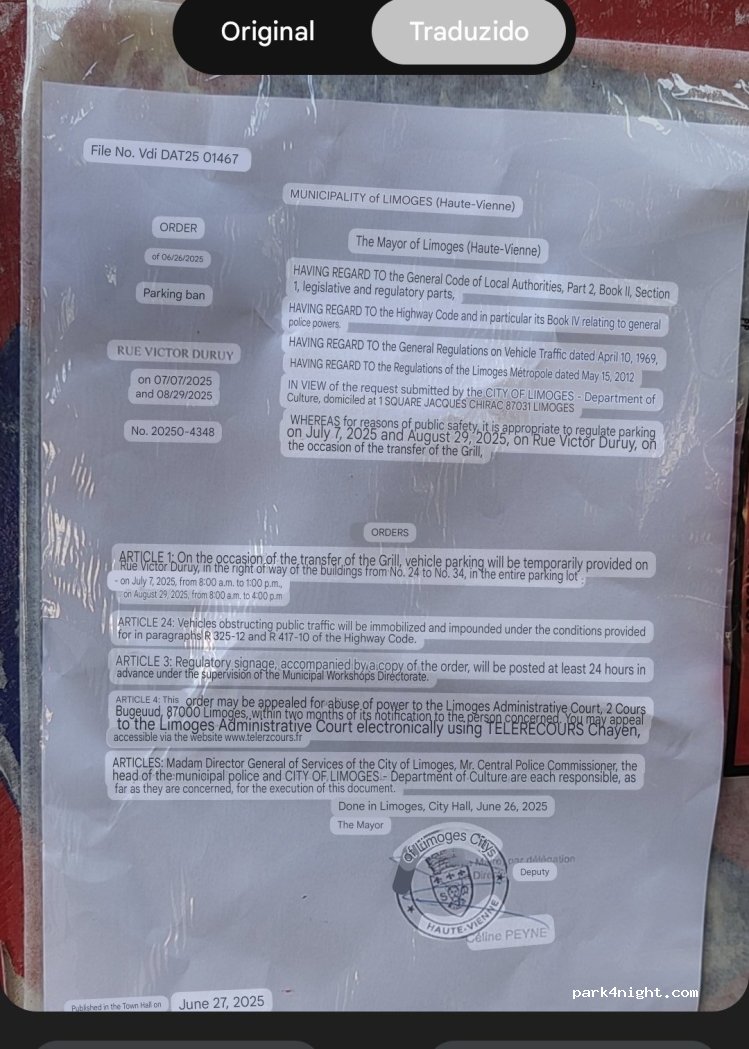 Original Traduzido
File No. Vdi DAT25 01467
MUNICIPALITY of LIMOGES (Haute-Vienne)
ORDER
of 06/26/2025
Parking ban
RUE VICTOR DURUY
on 07/07/2025
and 08/29/2025
No. 20250-4348
The Mayor of Limoges (Haute-Vienne)
HAVING REGARD TO the General Code of Local Authorities, Part 2, Book II, Section
1, legislative and regulatory parts,
HAVING REGARD TO the Highway Code and in particular its Book IV relating to general
police powers.
HAVING REGARD TO the General Regulations on Vehicle Traffic dated April 10, 1969,
HAVING REGARD TO the Regulations of the Limoges Métropole dated May 15, 2012
IN VIEW of the request submitted by the CITY OF LIMOGES - Department of
Culture, domiciled at 1 SQUARE JACQUES CHIRAC 87031 LIMOGES
WHEREAS for reasons of public safety, it is appropriate to regulate parking
on July 7, 2025 and August 29, 2025, on Rue Victor Duruy, on
the occasion of the transfer of the Grill,
ORDERS
ARTICLE 1: On the occasion of the transfer of the Grill, vehicle parking will be temporarily provided on
Rue Victor Duruy, in the right of way of the buildings from No. 24 to No. 34, in the entire parking lot :
- on July 7, 2025, from 8:00 a.m. to 1:00 p.m.,
on August 29, 2025, from 8:00 a.m. to 4:00 p.m
ARTICLE 24: Vehicles obstructing public traffic will be immobilized and impounded under the conditions provided
for in paragraphs R 325-12 and R 417-10 of the Highway Code.
ARTICLE 3: Regulatory signage, accompanied by a copy of the order, will be posted at least 24 hours in
advance under the supervision of the Municipal Workshops Directorate.
ARTICLE 4: This order may be appealed for abuse of power to the Limoges Administrative Court, 2 Cours
Bugeuud, 87000 Limoges, within two months of its notification to the person concerned. You may appeal
to the Limoges Administrative Court electronically using TELERECOURS Chayen,
accessible via the website www.telerzcours.fr
ARTICLES: Madam Director General of Services of the City of Limoges, Mr. Central Police Commissioner, the
head of the municipal police and CITY OF LIMOGES - Department of Culture are each responsible, as
far as they are concerned, for the execution of this document.
Done in Limoges, City Hall, June 26, 2025
The Mayor
of Limoges Citys
par délégation
Deputy
HAUTE-VIENNE
Céline PEYNE
Published in the Town Hall on June 27, 2025
park4night.com